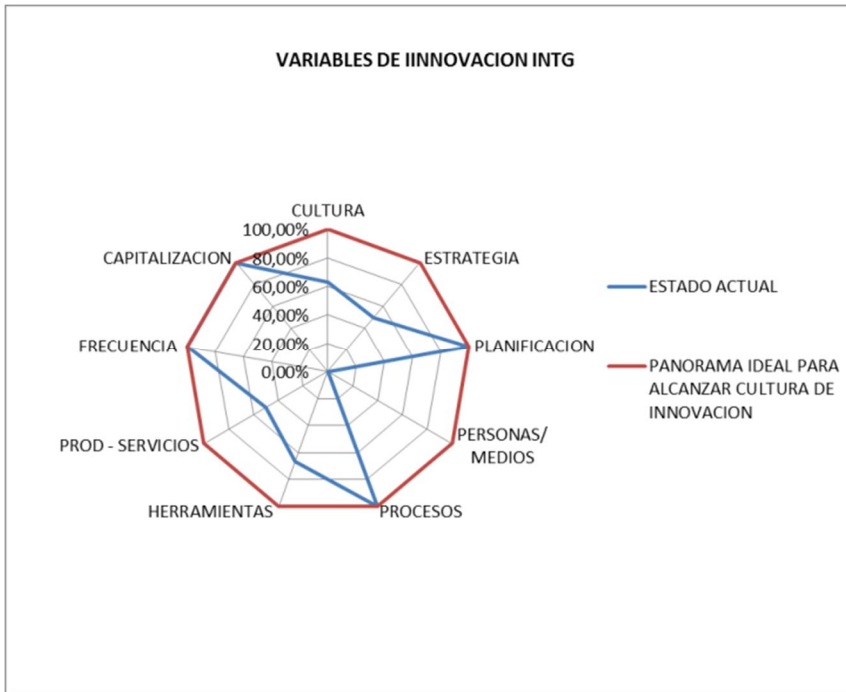 VARIABLES DE IINNOVACION INTG
CULTURA
100,00%
80,00%
60,00%
40,00%
20,00%
0,00%
ESTRATEGIA
PLANIFICACION
PERSONAS/
MEDIOS
PROCESOS
HERRAMIENTAS
PROD - SERVICIOS
FRECUENCIA
CAPITALIZACION
ESTADO ACTUAL
PANORAMA IDEAL PARA
ALCANZAR CULTURA DE
INNOVACION